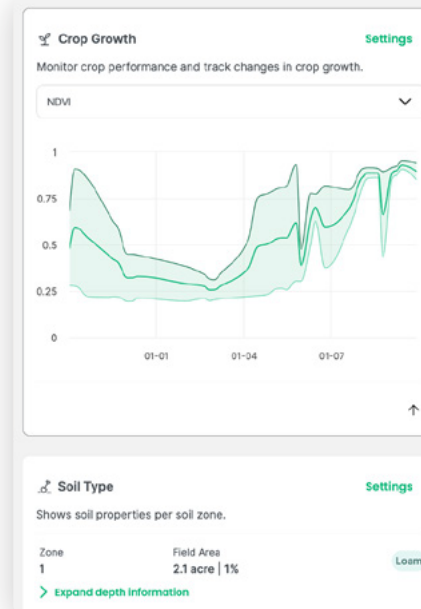 Crop Growth Settings
Monitor crop performance and track changes in crop growth.
NDVI
1
0.75
0.5
0.25
0
01-01 01-04 01-07
Soil Type Settings
Shows soil properties per soil zone.
Zone Field Area
1 2.1 acre | 1% Loam
Expand depth information